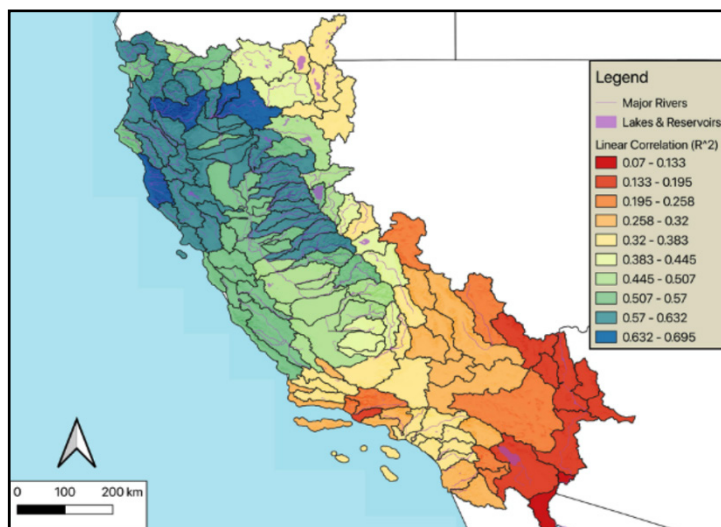 Legend
Major Rivers
Lakes & Reservoirs
Linear Correlation (R^2)
0.07 - 0.133
0.133 - 0.195
0.195 - 0.258
0.258 - 0.32
0.32 - 0.383
0.383 - 0.445
0.445 - 0.507
0.507 - 0.57
0.57 - 0.632
0.632 - 0.695
0 100 200 km